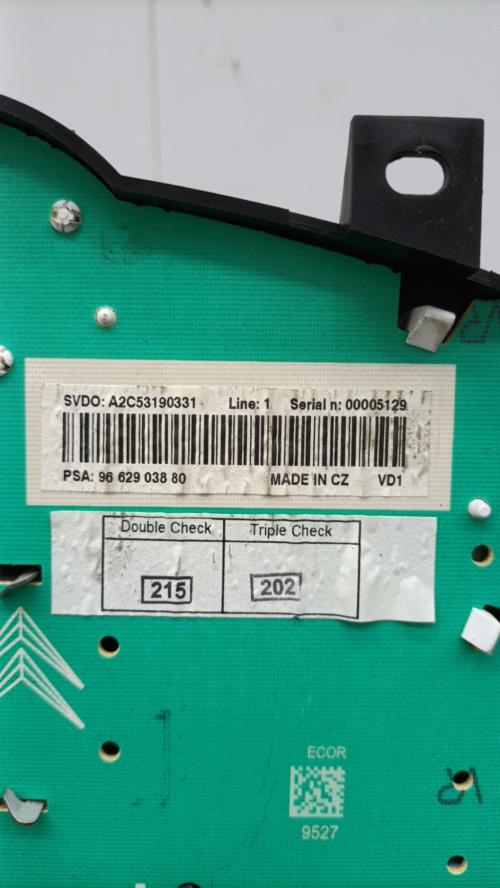 SVDO: A2C53190331 Line: 1 Serial n: 00005129
PSA: 96 629 038 80 MADE IN CZ VD1
Double Check Triple Check
215 202
ECOR
9527